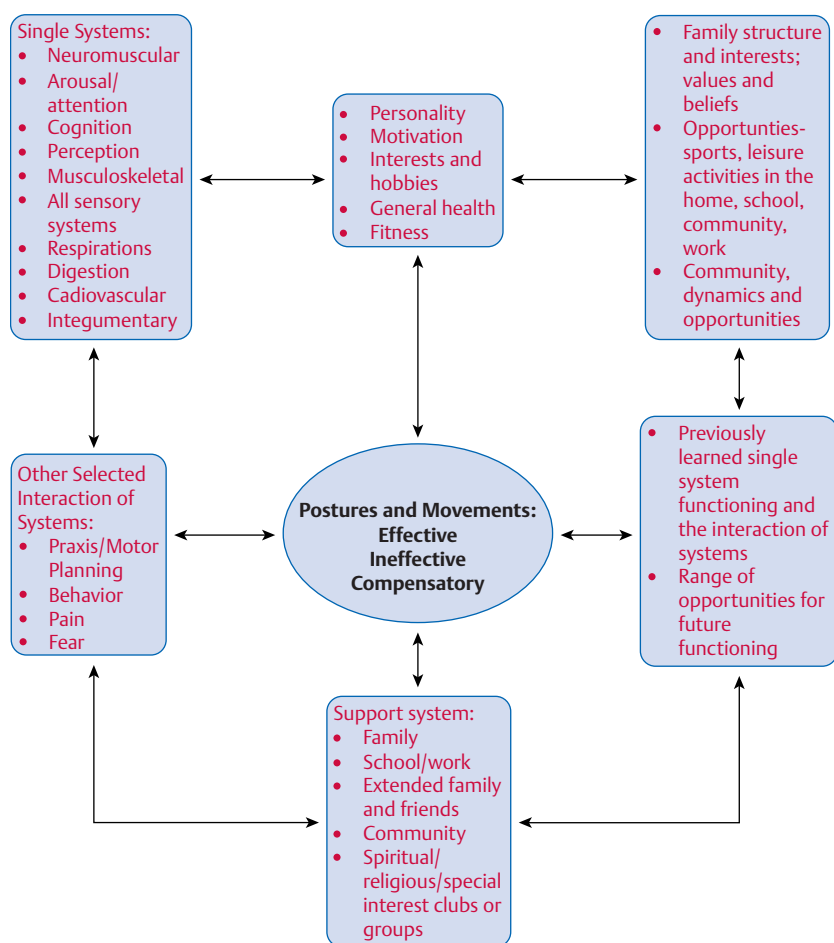 Single Systems:
• Neuromuscular
• Arousal/
attention
• Cognition
• Perception
• Musculoskeletal
• All sensory
systems
• Respirations
• Digestion
• Cadiovascular
• Integumentary
• Personality
• Motivation
• Interests and
hobbies
• General health
• Fitness
• Family structure
and interests;
values and
beliefs
• Opportunties-
sports, leisure
activities in the
home, school,
community,
work
• Community,
dynamics and
opportunities
Other Selected
Interaction of
Systems:
• Praxis/Motor
Planning
• Behavior
• Pain
• Fear
Postures and Movements:
Effective
Ineffective
Compensatory
• Previously
learned single
system
functioning and
the interaction of
systems
• Range of
opportunities for
future
functioning
Support system:
• Family
• School/work
• Extended family
and friends
• Community
• Spiritual/
religious/special
interest clubs or
groups